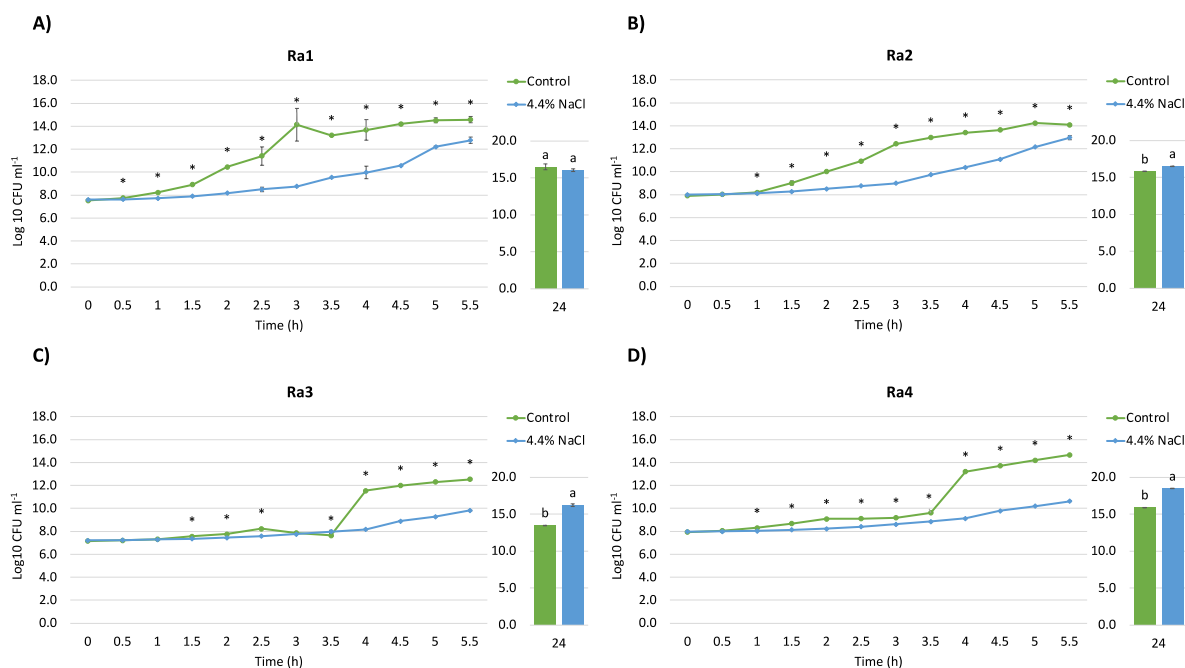 A)
Ra1
18.0
16.0
14.0
12.0
10.0
8.0
6.0
4.0
2.0
0.0
Log 10 CFU ml-1
* * * * * * * * * * *
0 0.5 1 1.5 2 2.5 3 3.5 4 4.5 5 5.5
Time (h)
Control
4.4% NaCl
20.0
15.0
10.0
5.0
0.0
a a
24
B)
Ra2
18.0
16.0
14.0
12.0
10.0
8.0
6.0
4.0
2.0
0.0
Log 10 CFU ml-1
* * * * * * * * * *
0 0.5 1 1.5 2 2.5 3 3.5 4 4.5 5 5.5
Time (h)
Control
4.4% NaCl
20.0
15.0
10.0
5.0
0.0
b a
24
C)
Ra3
18.0
16.0
14.0
12.0
10.0
8.0
6.0
4.0
2.0
0.0
Log10 CFU ml-1
* * * * * * * *
0 0.5 1 1.5 2 2.5 3 3.5 4 4.5 5 5.5
Time (h)
Control
4.4% NaCl
20.0
15.0
10.0
5.0
0.0
b a
24
D)
Ra4
18.0
16.0
14.0
12.0
10.0
8.0
6.0
4.0
2.0
0.0
Log10 CFU ml-1
* * * * * * * * * *
0 0.5 1 1.5 2 2.5 3 3.5 4 4.5 5 5.5
Time (h)
Control
4.4% NaCl
20.0
15.0
10.0
5.0
0.0
b a
24